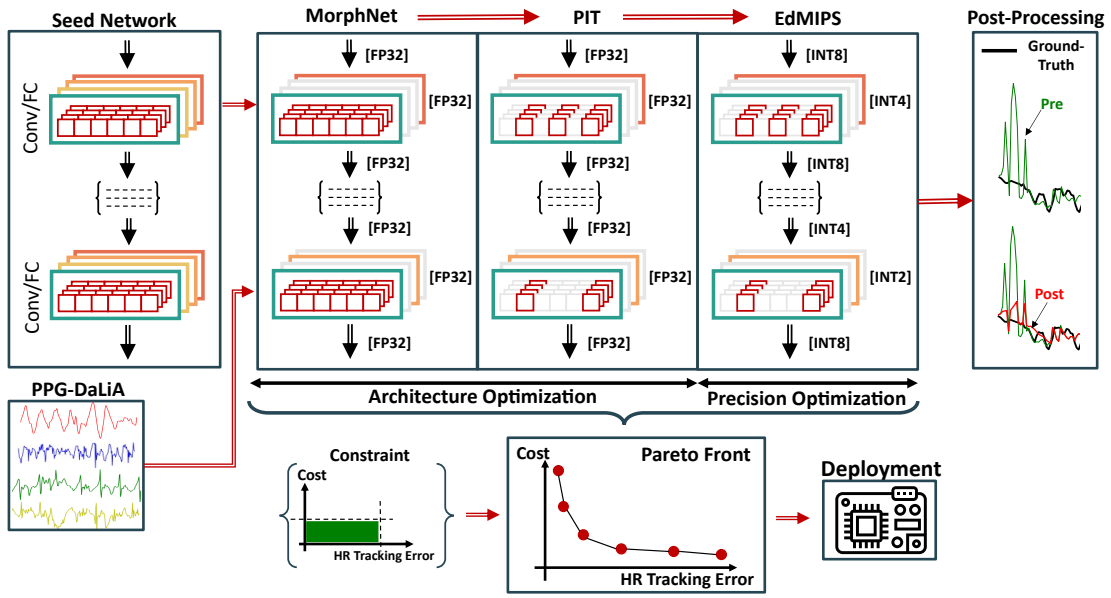 Seed Network
MorphNet
PIT
EdMIPS
Post-Processing
Conv/FC
Conv/FC
[FP32]
[FP32]
[FP32]
[FP32]
[FP32]
[FP32]
[FP32]
[FP32]
[FP32]
[FP32]
[FP32]
[FP32]
[INT8]
[INT4]
[INT8]
[INT4]
[INT2]
[INT8]
Ground-
Truth
Pre
Post
PPG-DaLiA
Architecture Optimization
Precision Optimization
Constraint
Cost
HR Tracking Error
Cost
Pareto Front
HR Tracking Error
Deployment